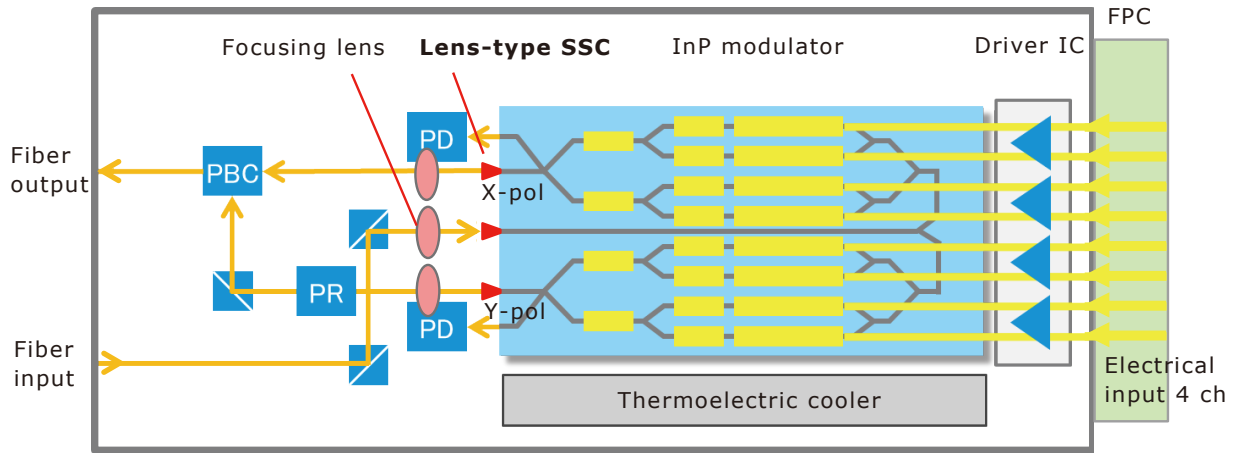 FPC
Focusing lens
Lens-type SSC
InP modulator
Driver IC
PD
Fiber
output
PBC
X-pol
PR
Y-pol
PD
Fiber
input
Thermoelectric cooler
Electrical
input 4 ch